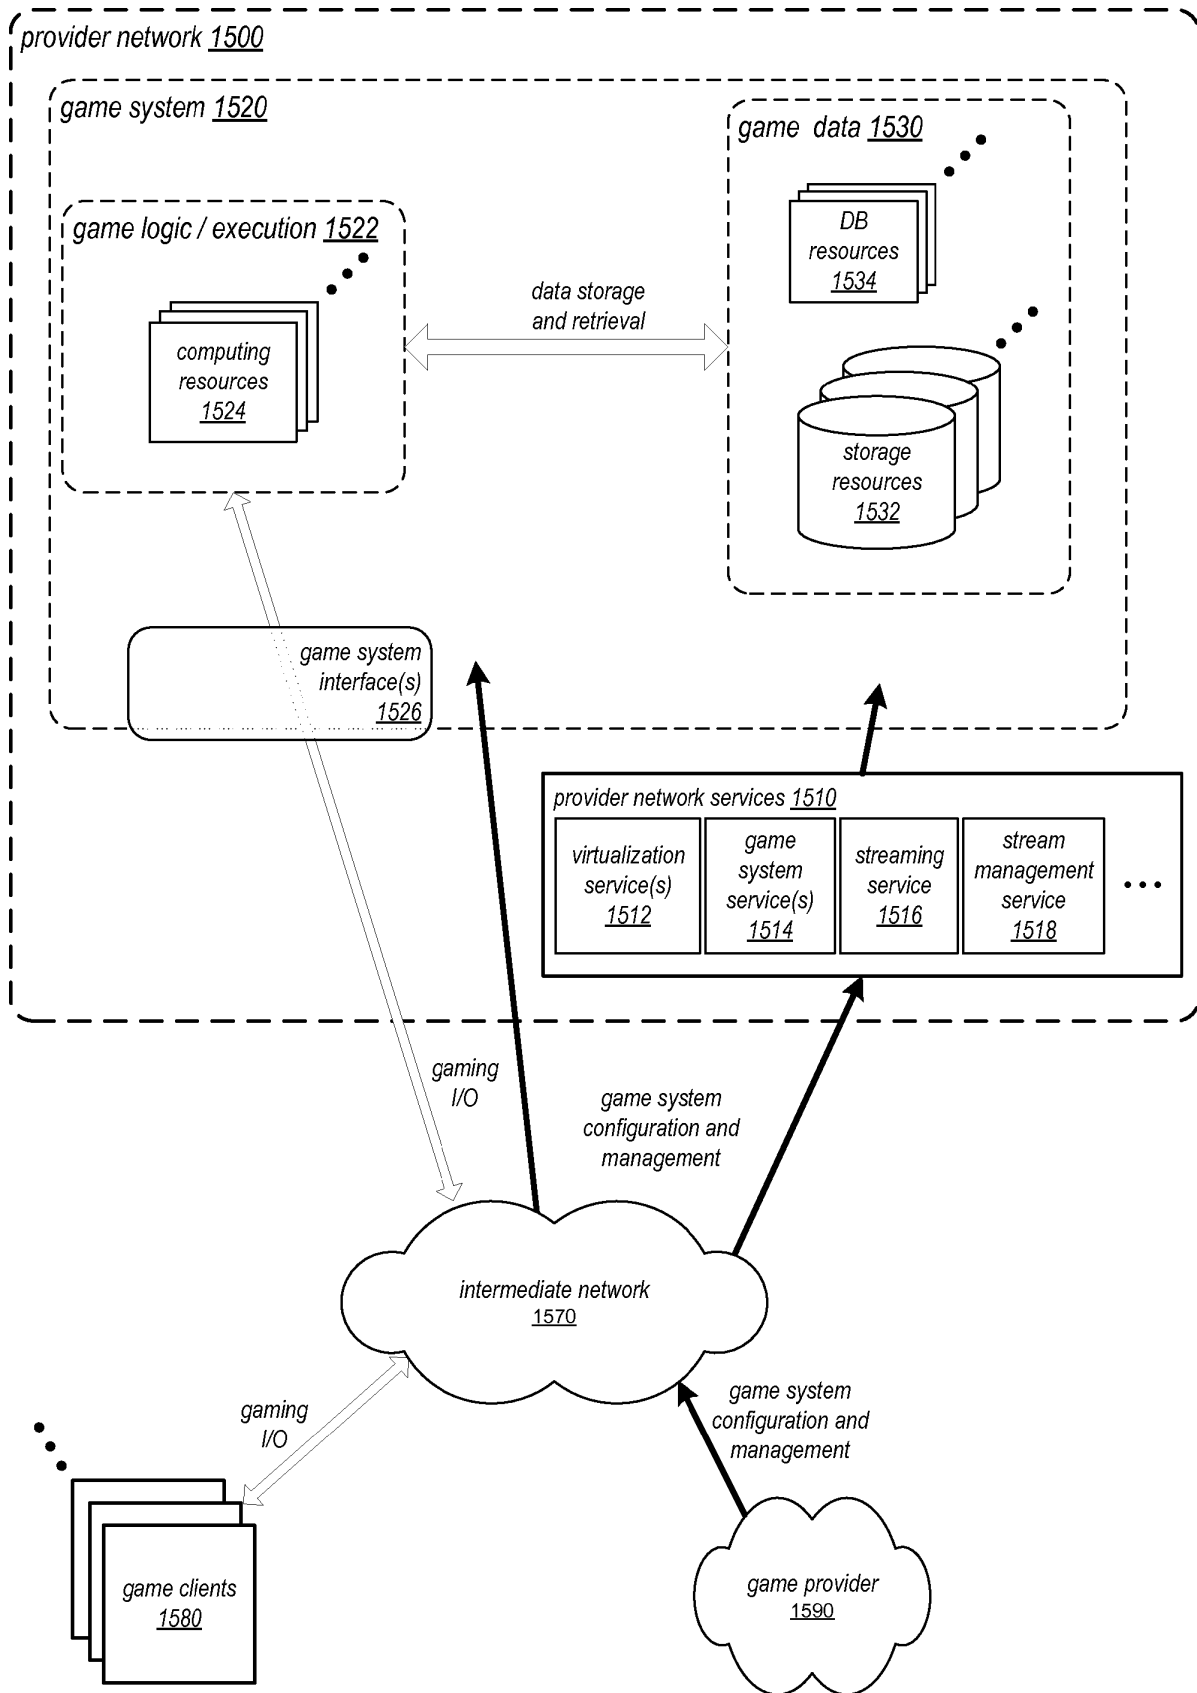 provider network 1500
game system 1520
game data 1530
DB
resources
1534
game logic / execution 1522
computing
resources
1524
data storage
and retrieval
storage
resources
1532
game system
interface(s)
1526
provider network services 1510
virtualization
service(s)
1512
game
system
service(s)
1514
streaming
service
1516
stream
management
service
1518
gaming
I/O
game system
configuration and
management
intermediate network
1570
gaming
I/O
game system
configuration and
management
game clients
1580
game provider
1590